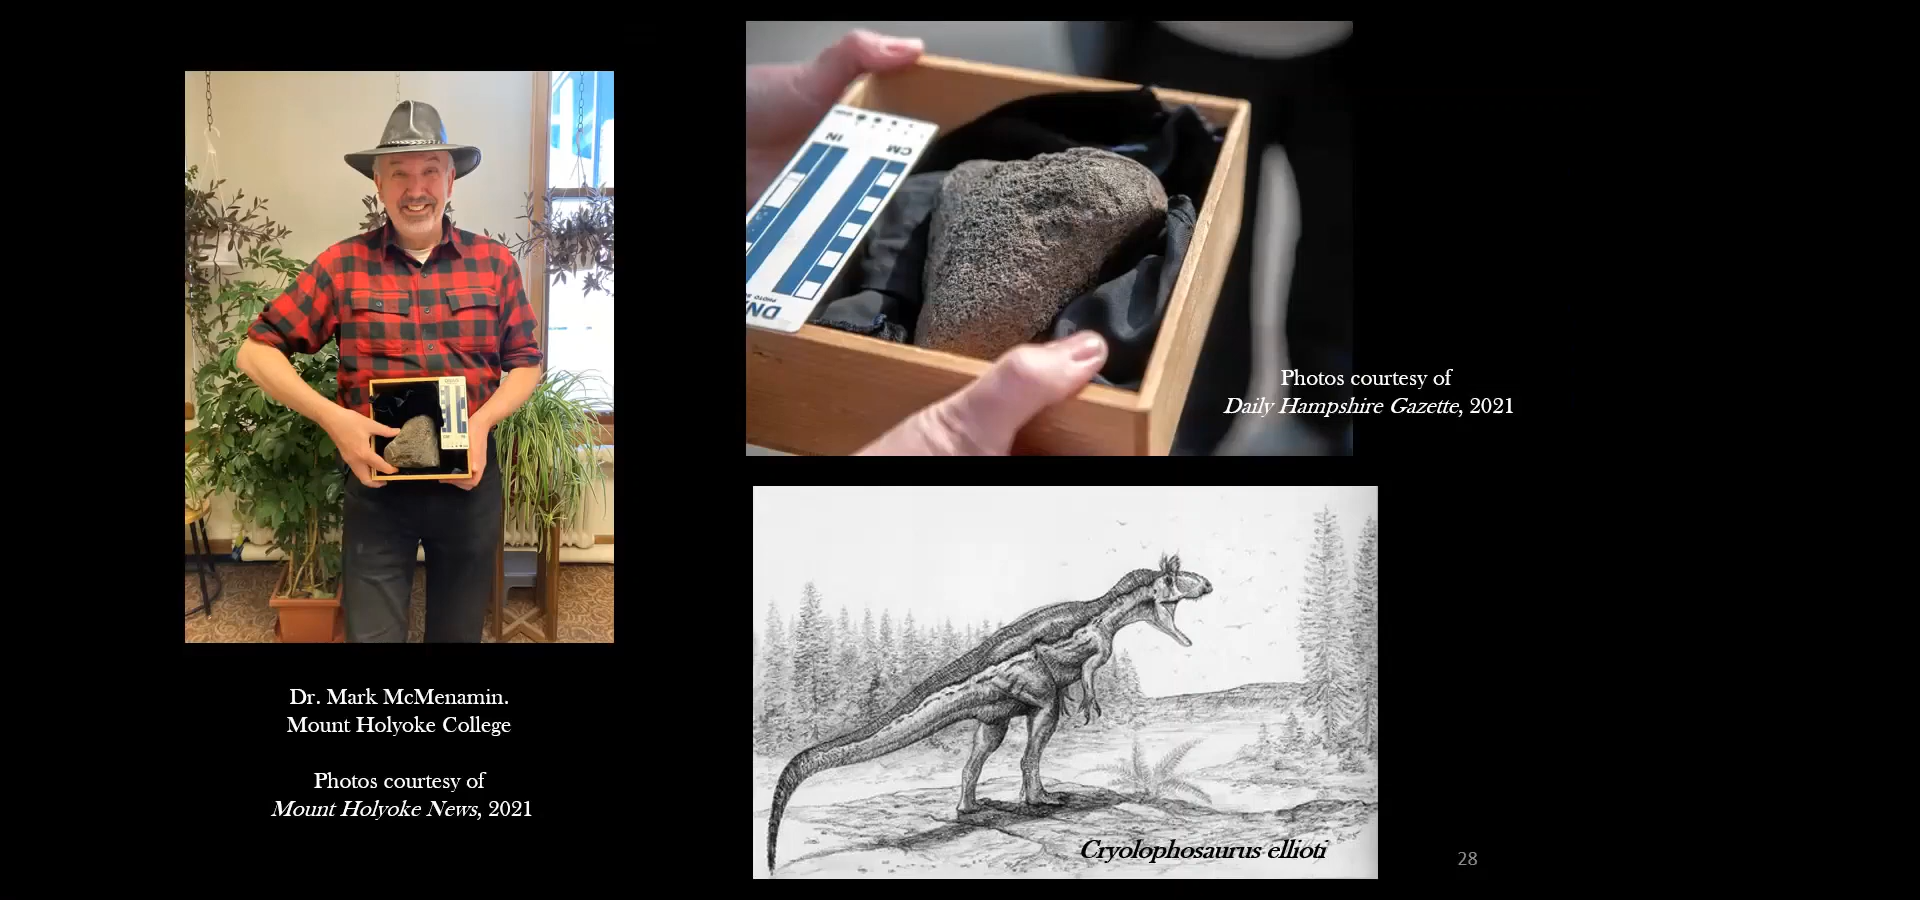 IN
CM
Photos courtesy of
Daily Hampshire Gazette, 2021
Dr. Mark McMenamin.
Mount Holyoke College
Photos courtesy of
Mount Holyoke News, 2021
Cryolophosaurus ellioti
28